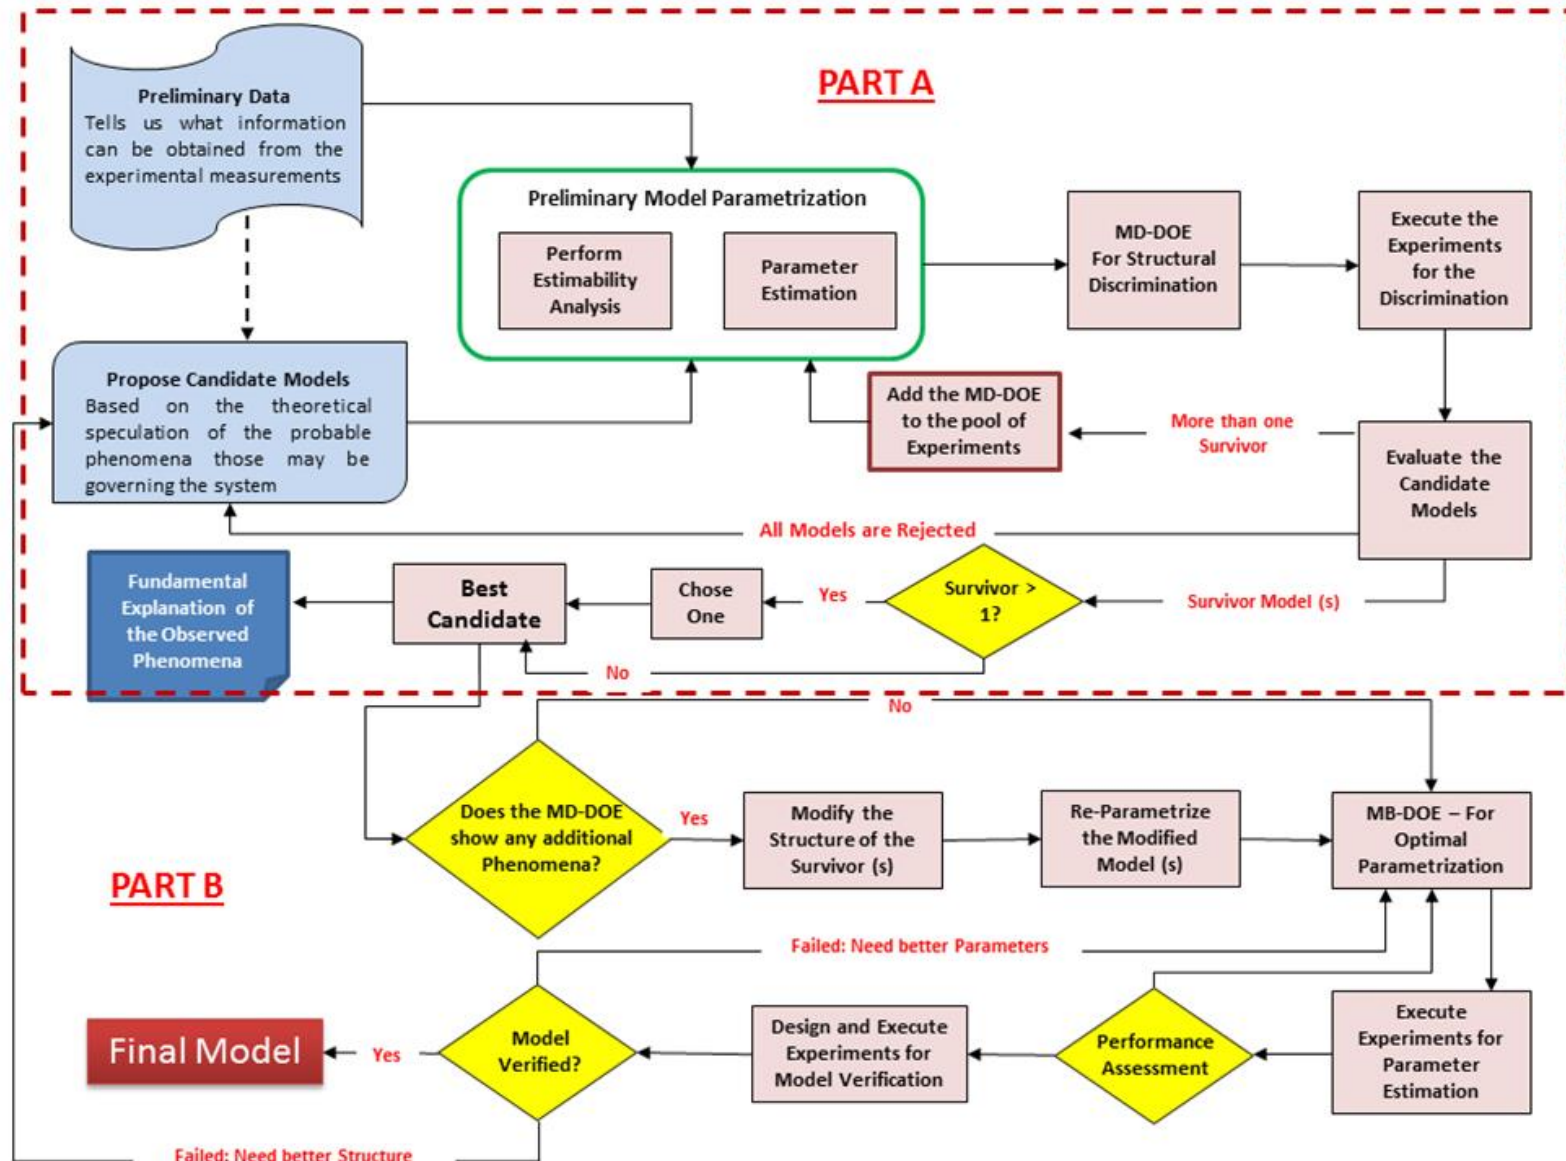 PART A
Preliminary Data
Tells us what information
can be obtained from the
experimental measurements
Preliminary Model Parametrization
Perform
Estimability
Analysis
Parameter
Estimation
MD-DOE
For Structural
Discrimination
Execute the
Experiments
for the
Discrimination
Propose Candidate Models
Based on the theoretical
speculation of the probable
phenomena those may be
governing the system
Add the MD-DOE
to the pool of
Experiments
More than one
Survivor
Evaluate the
Candidate
Models
All Models are Rejected
Fundamental
Explanation of
the Observed
Phenomena
Best
Candidate
Chose
One
Yes
Survivor >
1?
Survivor Model (s)
No
No
Does the MD-DOE
show any additional
Phenomena?
Yes
Modify the
Structure of the
Survivor (s)
Re-Parametrize
the Modified
Model (s)
MB-DOE – For
Optimal
Parametrization
PART B
Failed: Need better Parameters
Final Model
Yes
Model
Verified?
Design and Execute
Experiments for
Model Verification
Performance
Assessment
Execute
Experiments for
Parameter
Estimation
Failed: Need better Structure